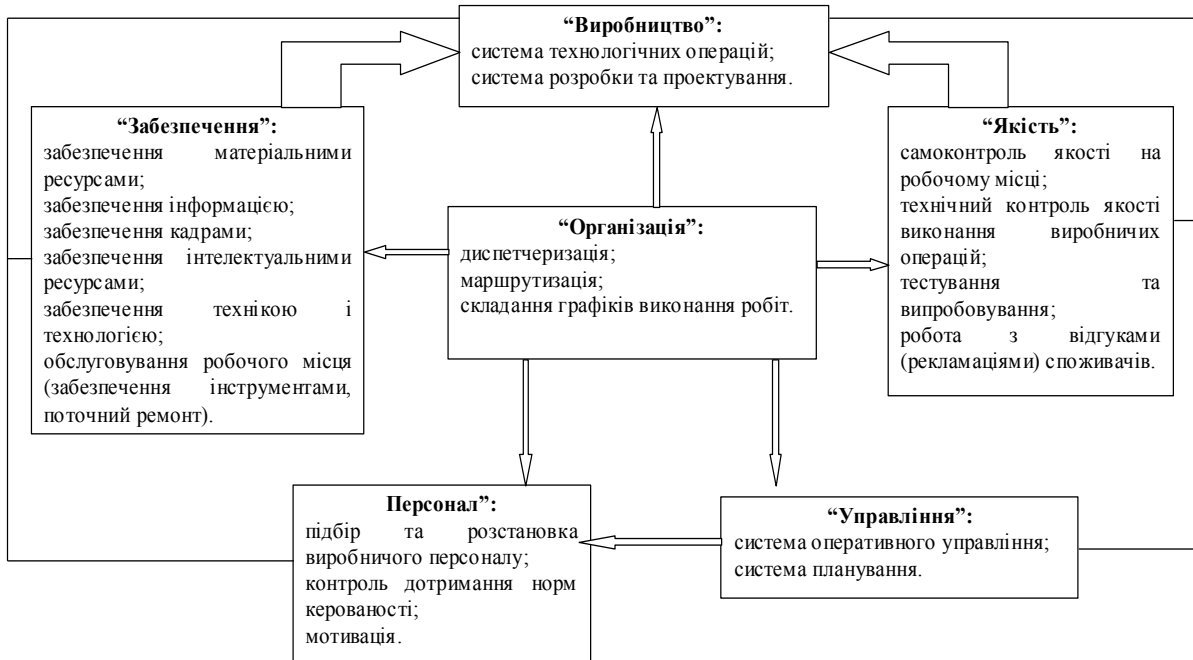 “Виробництво”:
система технологічних операцій;
система розробки та проектування.
“Забезпечення”:
забезпечення матеріальними
ресурсами;
забезпечення інформацією;
забезпечення кадрами;
забезпечення інтелектуальними
ресурсами;
забезпечення технікою і
технологією;
обслуговування робочого місця
(забезпечення інструментами,
поточний ремонт).
“Організація”:
диспетчеризація;
маршрутизація;
складання графіків виконання робіт.
“Якість”:
самоконтроль якості на
робочому місці;
технічний контроль якості
виконання виробничих
операцій;
тестування та
випробовування;
робота з відгуками
(рекламаціями) споживачів.
Персонал”:
підбір та розстановка
виробничого персоналу;
контроль дотримання норм
керованості;
мотивація.
“Управління”:
система оперативного управління;
система планування.